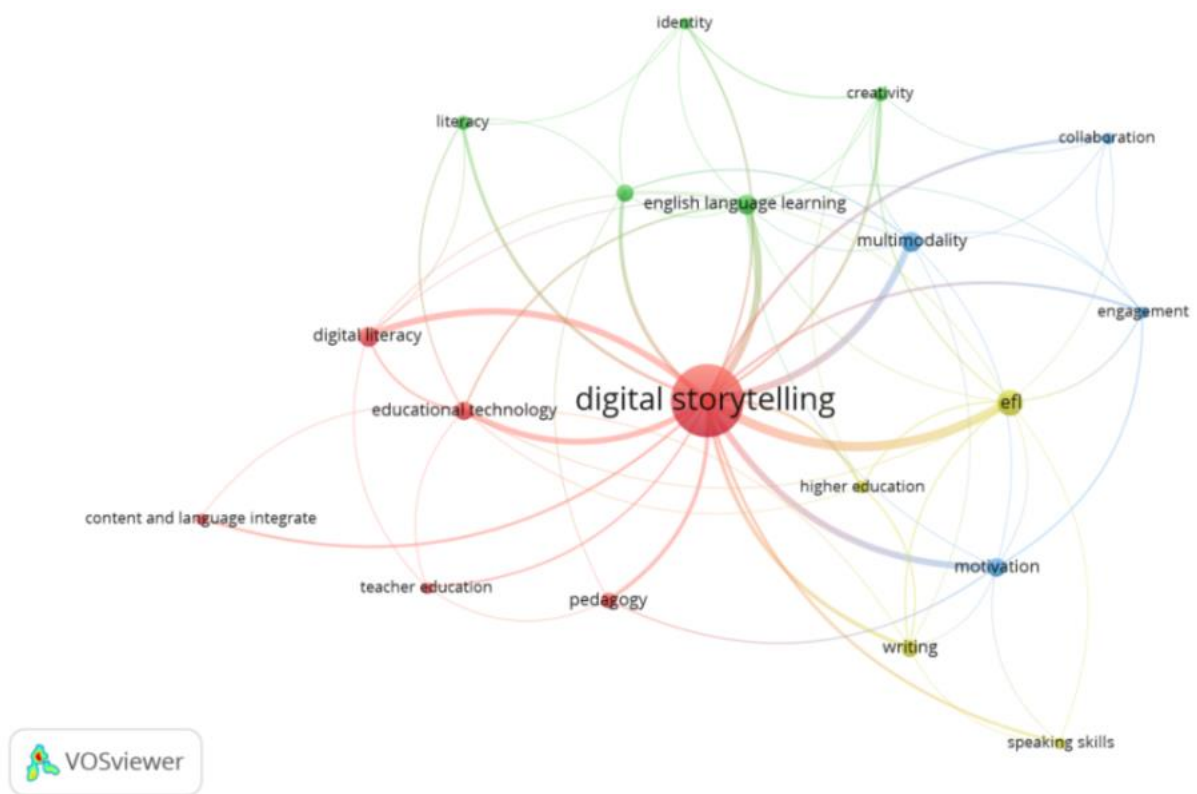 identity
creativity
literacy
collaboration
english language learning
multimodality
engagement
digital literacy
digital storytelling
efl
educational technology
higher education
content and language integrate
motivation
teacher education
pedagogy
writing
speaking skills
VOSviewer